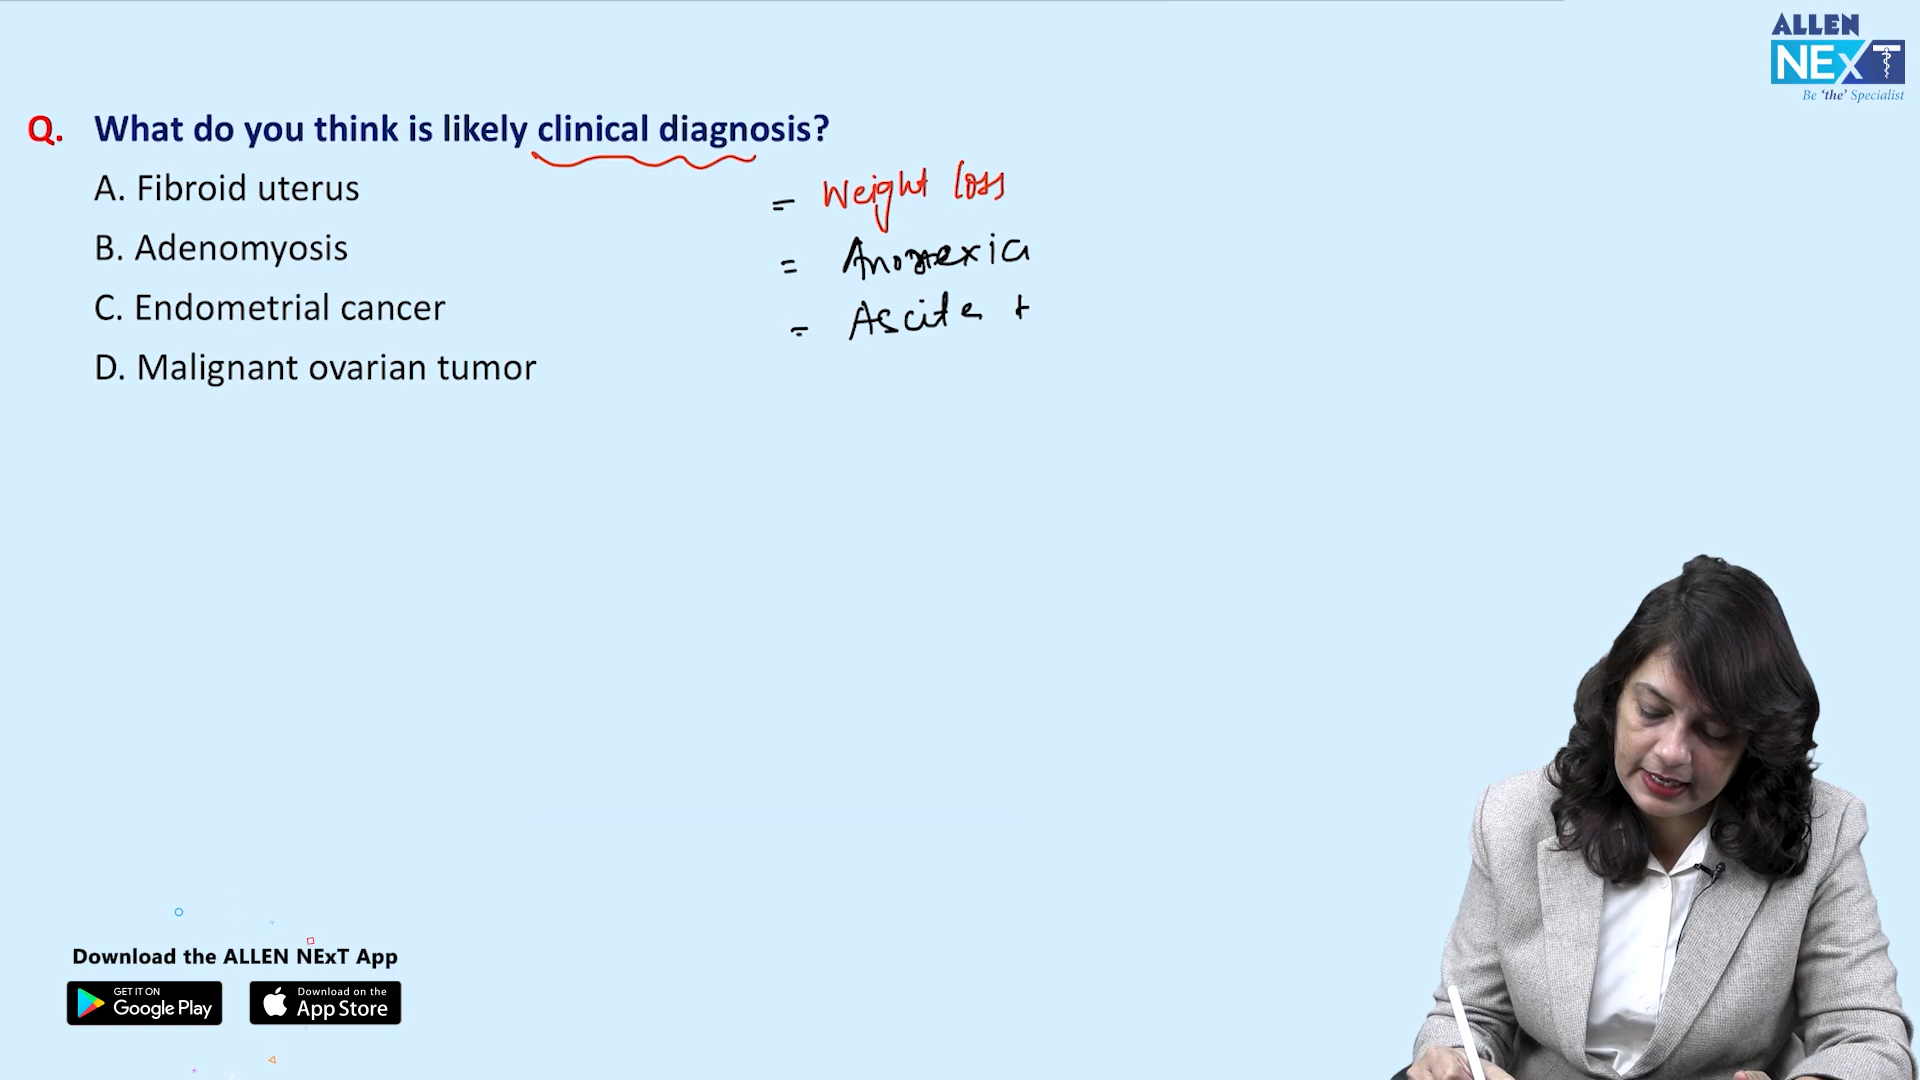 ALLEN
NExT
Be 'the' Specialist
Q. What do you think is likely clinical diagnosis?
A. Fibroid uterus
B. Adenomyosis
C. Endometrial cancer
D. Malignant ovarian tumor
= Weight loss
= Anorexia
= Ascites +
Download the ALLEN NExT App
GET IT ON
Google Play
Download on the
App Store